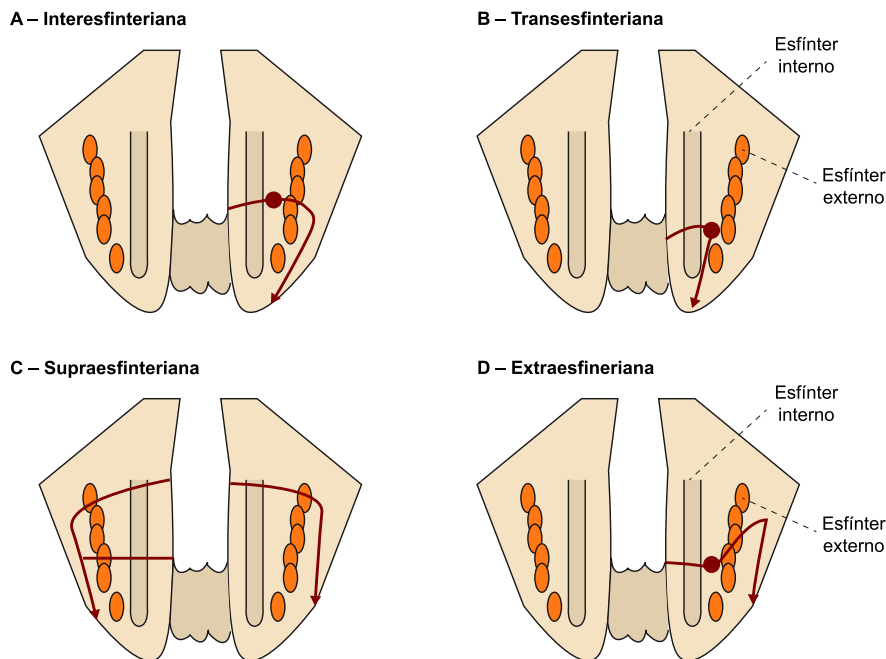 A – Interesfinteriana
B – Transesfinteriana
Esfínter
interno
Esfínter
externo
C – Supraesfinteriana
D – Extraesfineriana
Esfínter
interno
Esfínter
externo